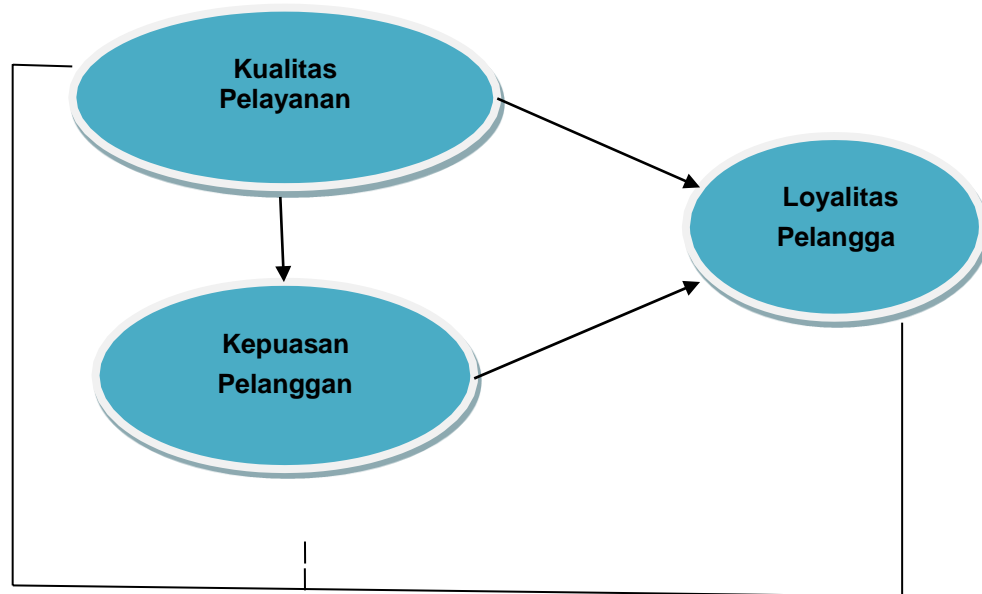 Kualitas
Pelayanan
Loyalitas
Pelangga
Kepuasan
Pelanggan